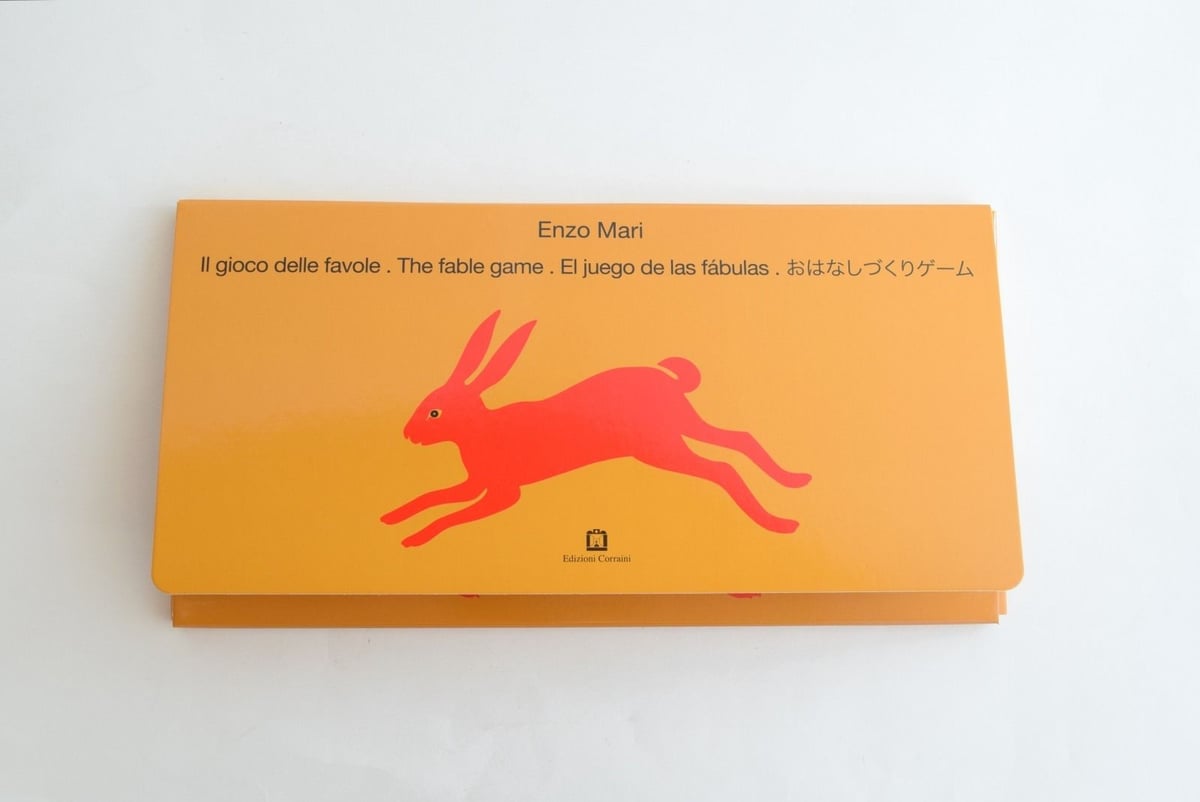 Enzo Mari
Il gioco delle favole . The fable game . El juego de las fábulas . おはなしづくりゲーム
Edizioni Corraini